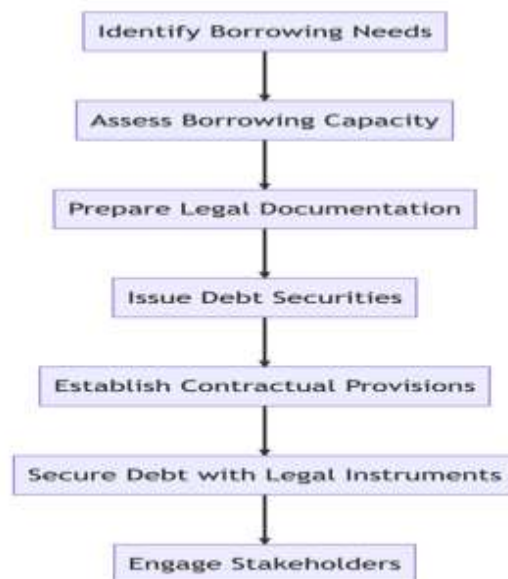 Identify Borrowing Needs
Assess Borrowing Capacity
Prepare Legal Documentation
Issue Debt Securities
Establish Contractual Provisions
Secure Debt with Legal Instruments
Engage Stakeholders